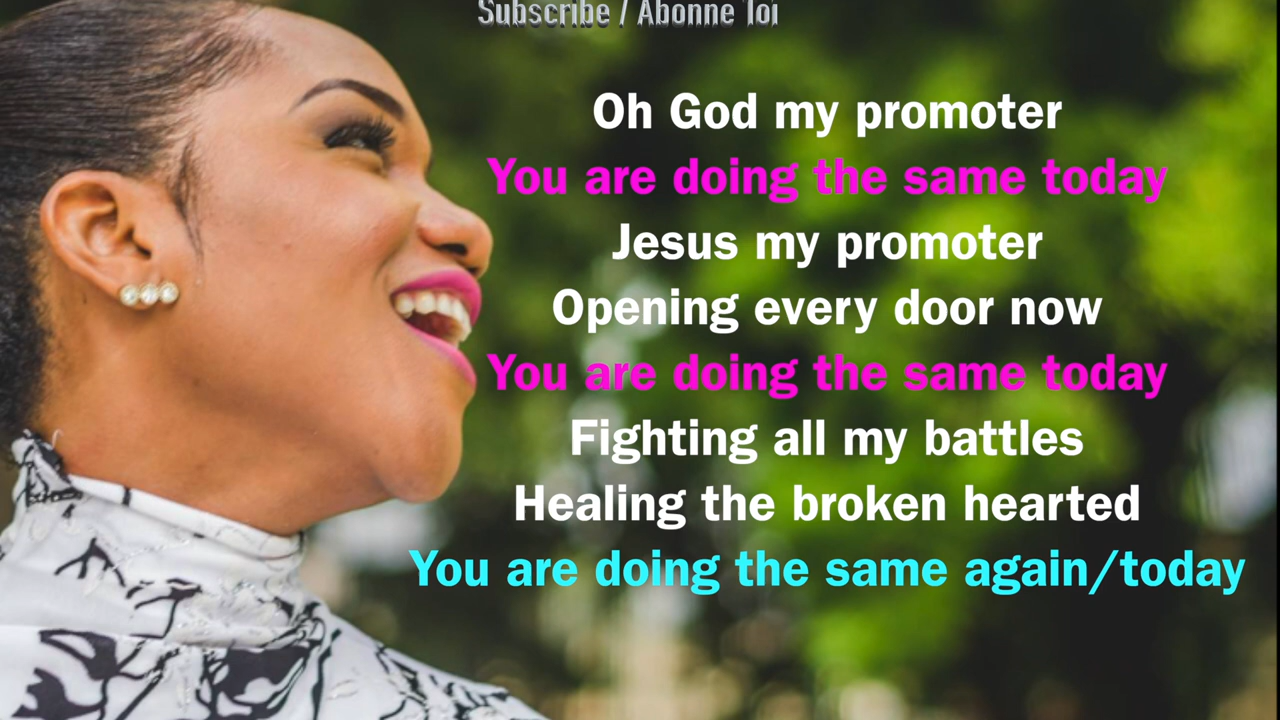 Subscribe / Abonne Toi
Oh God my promoter
You are doing the same today
Jesus my promoter
Opening every door now
You are doing the same today
Fighting all my battles
Healing the broken hearted
You are doing the same again/today